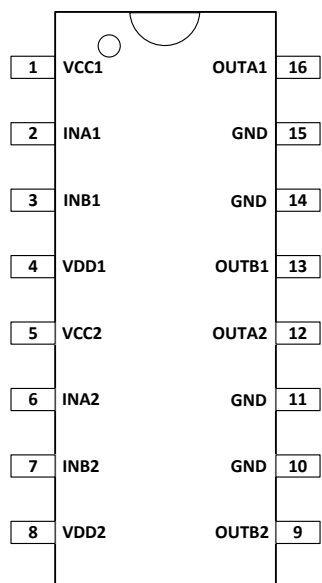 1 VCC1 OUTA1 16
2 INA1 GND 15
3 INB1 GND 14
4 VDD1 OUTB1 13
5 VCC2 OUTA2 12
6 INA2 GND 11
7 INB2 GND 10
8 VDD2 OUTB2 9